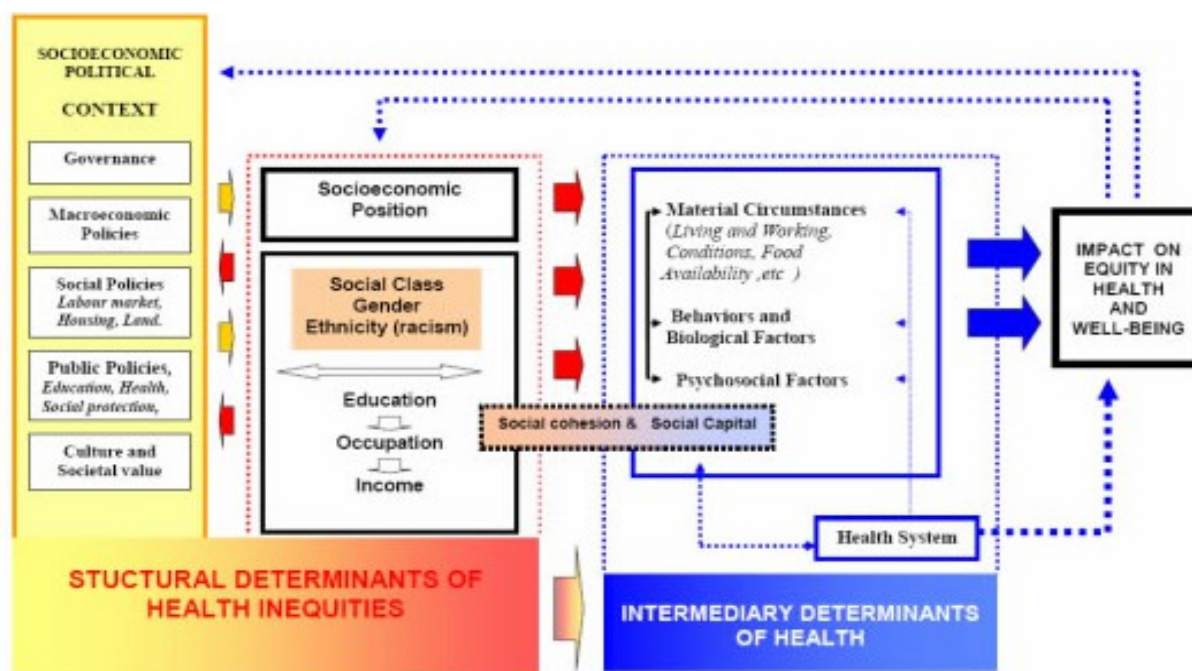 SOCIOECONOMIC
POLITICAL
CONTEXT
Governance
Macroeconomic
Policies
Social Policies
Labour market,
Housing, Land.
Public Policies,
Education, Health,
Social protection,
Culture and
Societal value
Socioeconomic
Position
Social Class
Gender
Ethnicity (racism)
Education
Occupation
Income
Social cohesion & Social Capital
Material Circumstances
(Living and Working,
Conditions, Food
Availability ,etc )
Behaviors and
Biological Factors
Psychosocial Factors
Health System
IMPACT ON
EQUITY IN
HEALTH
AND
WELL-BEING
STUCTURAL DETERMINANTS OF
HEALTH INEQUITIES
INTERMEDIARY DETERMINANTS
OF HEALTH